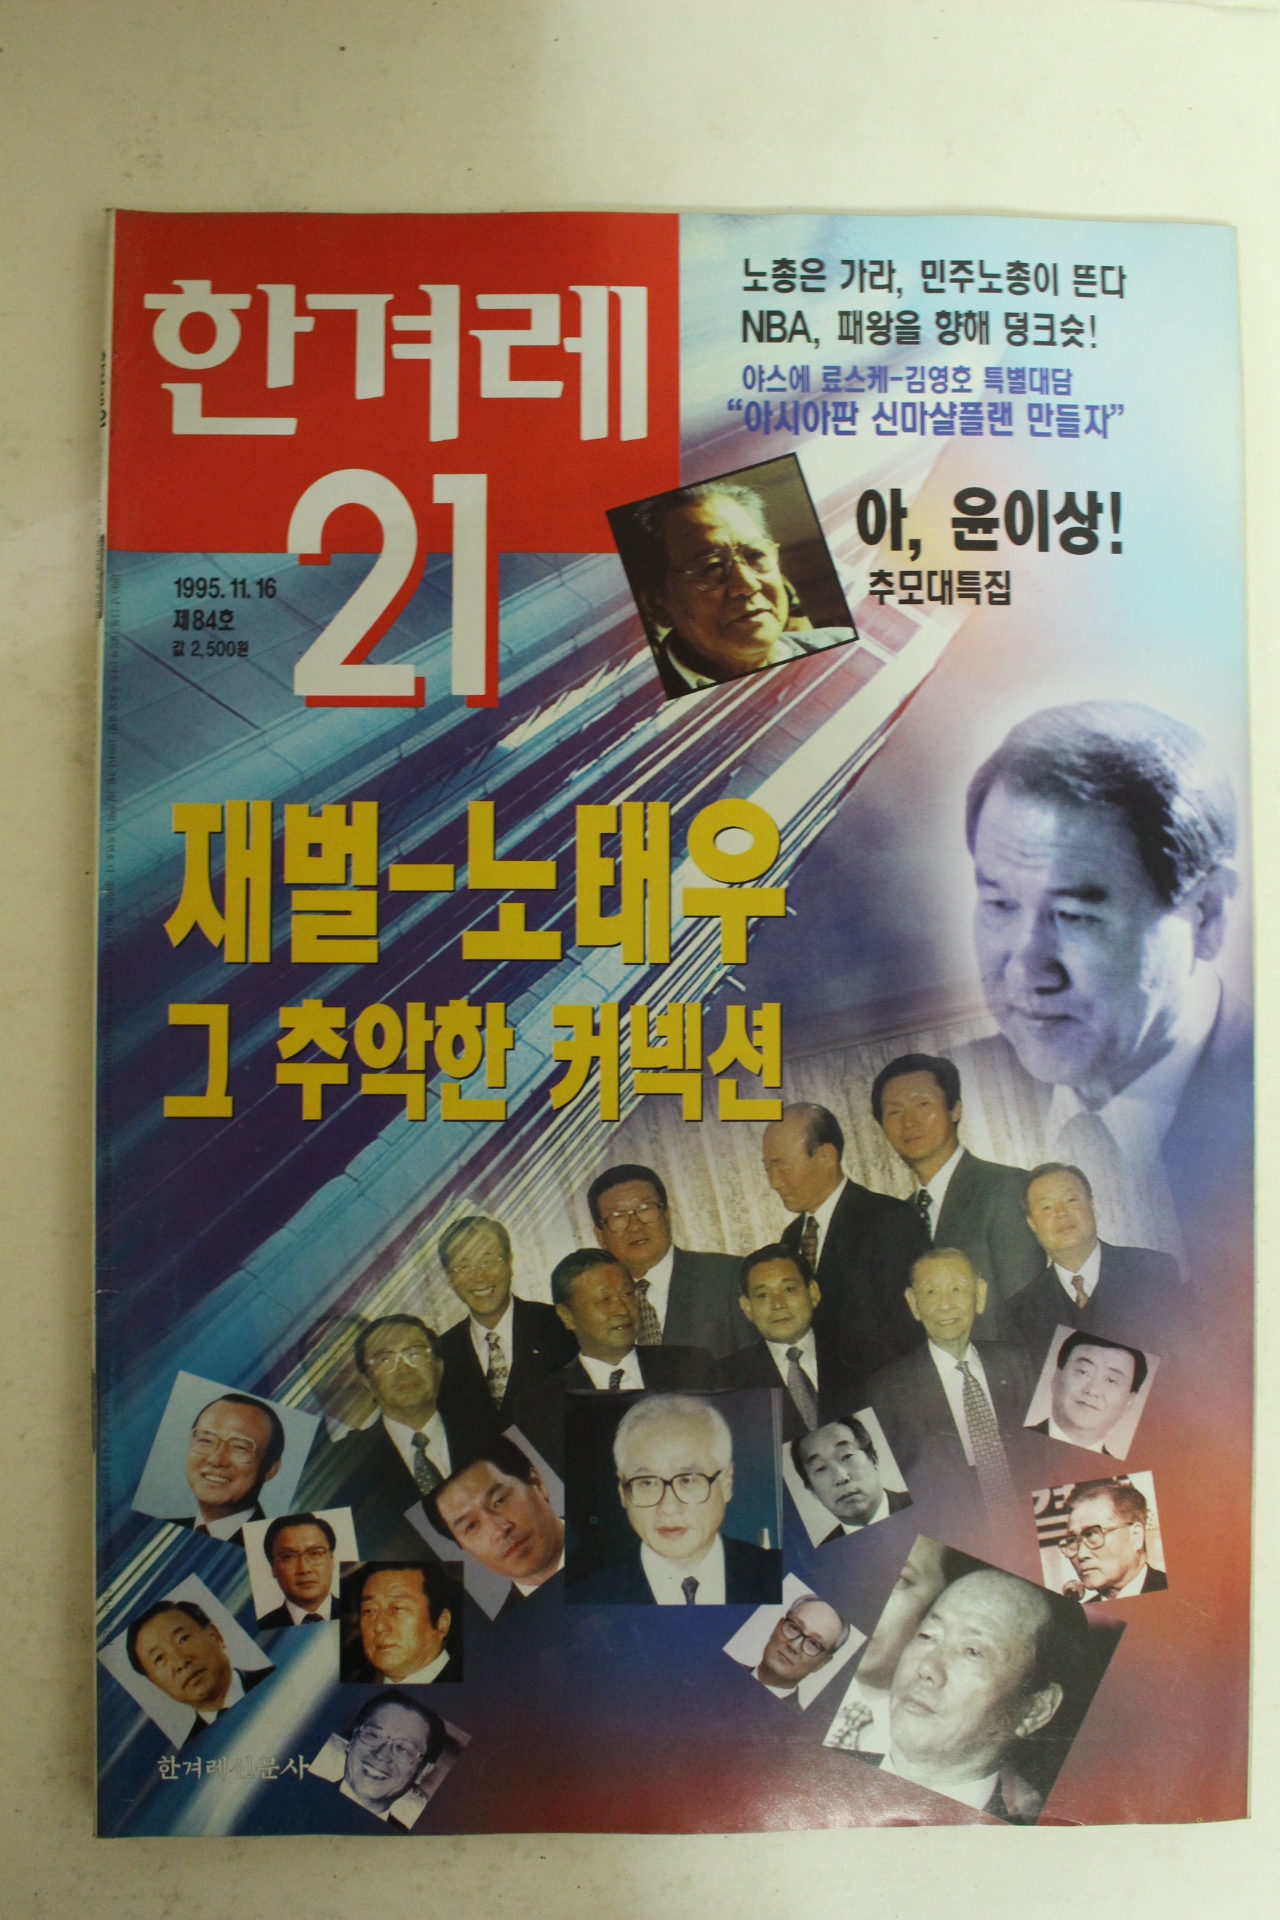 한겨레
21
1995. 11. 16
제84호
값 2,500원
노총은 가라, 민주노총이 뜬다
NBA, 패왕을 향해 덩크슛!
야스에 료스케-김영호 특별대담
“아시아판 신마샬플랜 만들자”
아, 윤이상!
추모대특집
재벌-노태우
그 추악한 커넥션
한겨레신문사